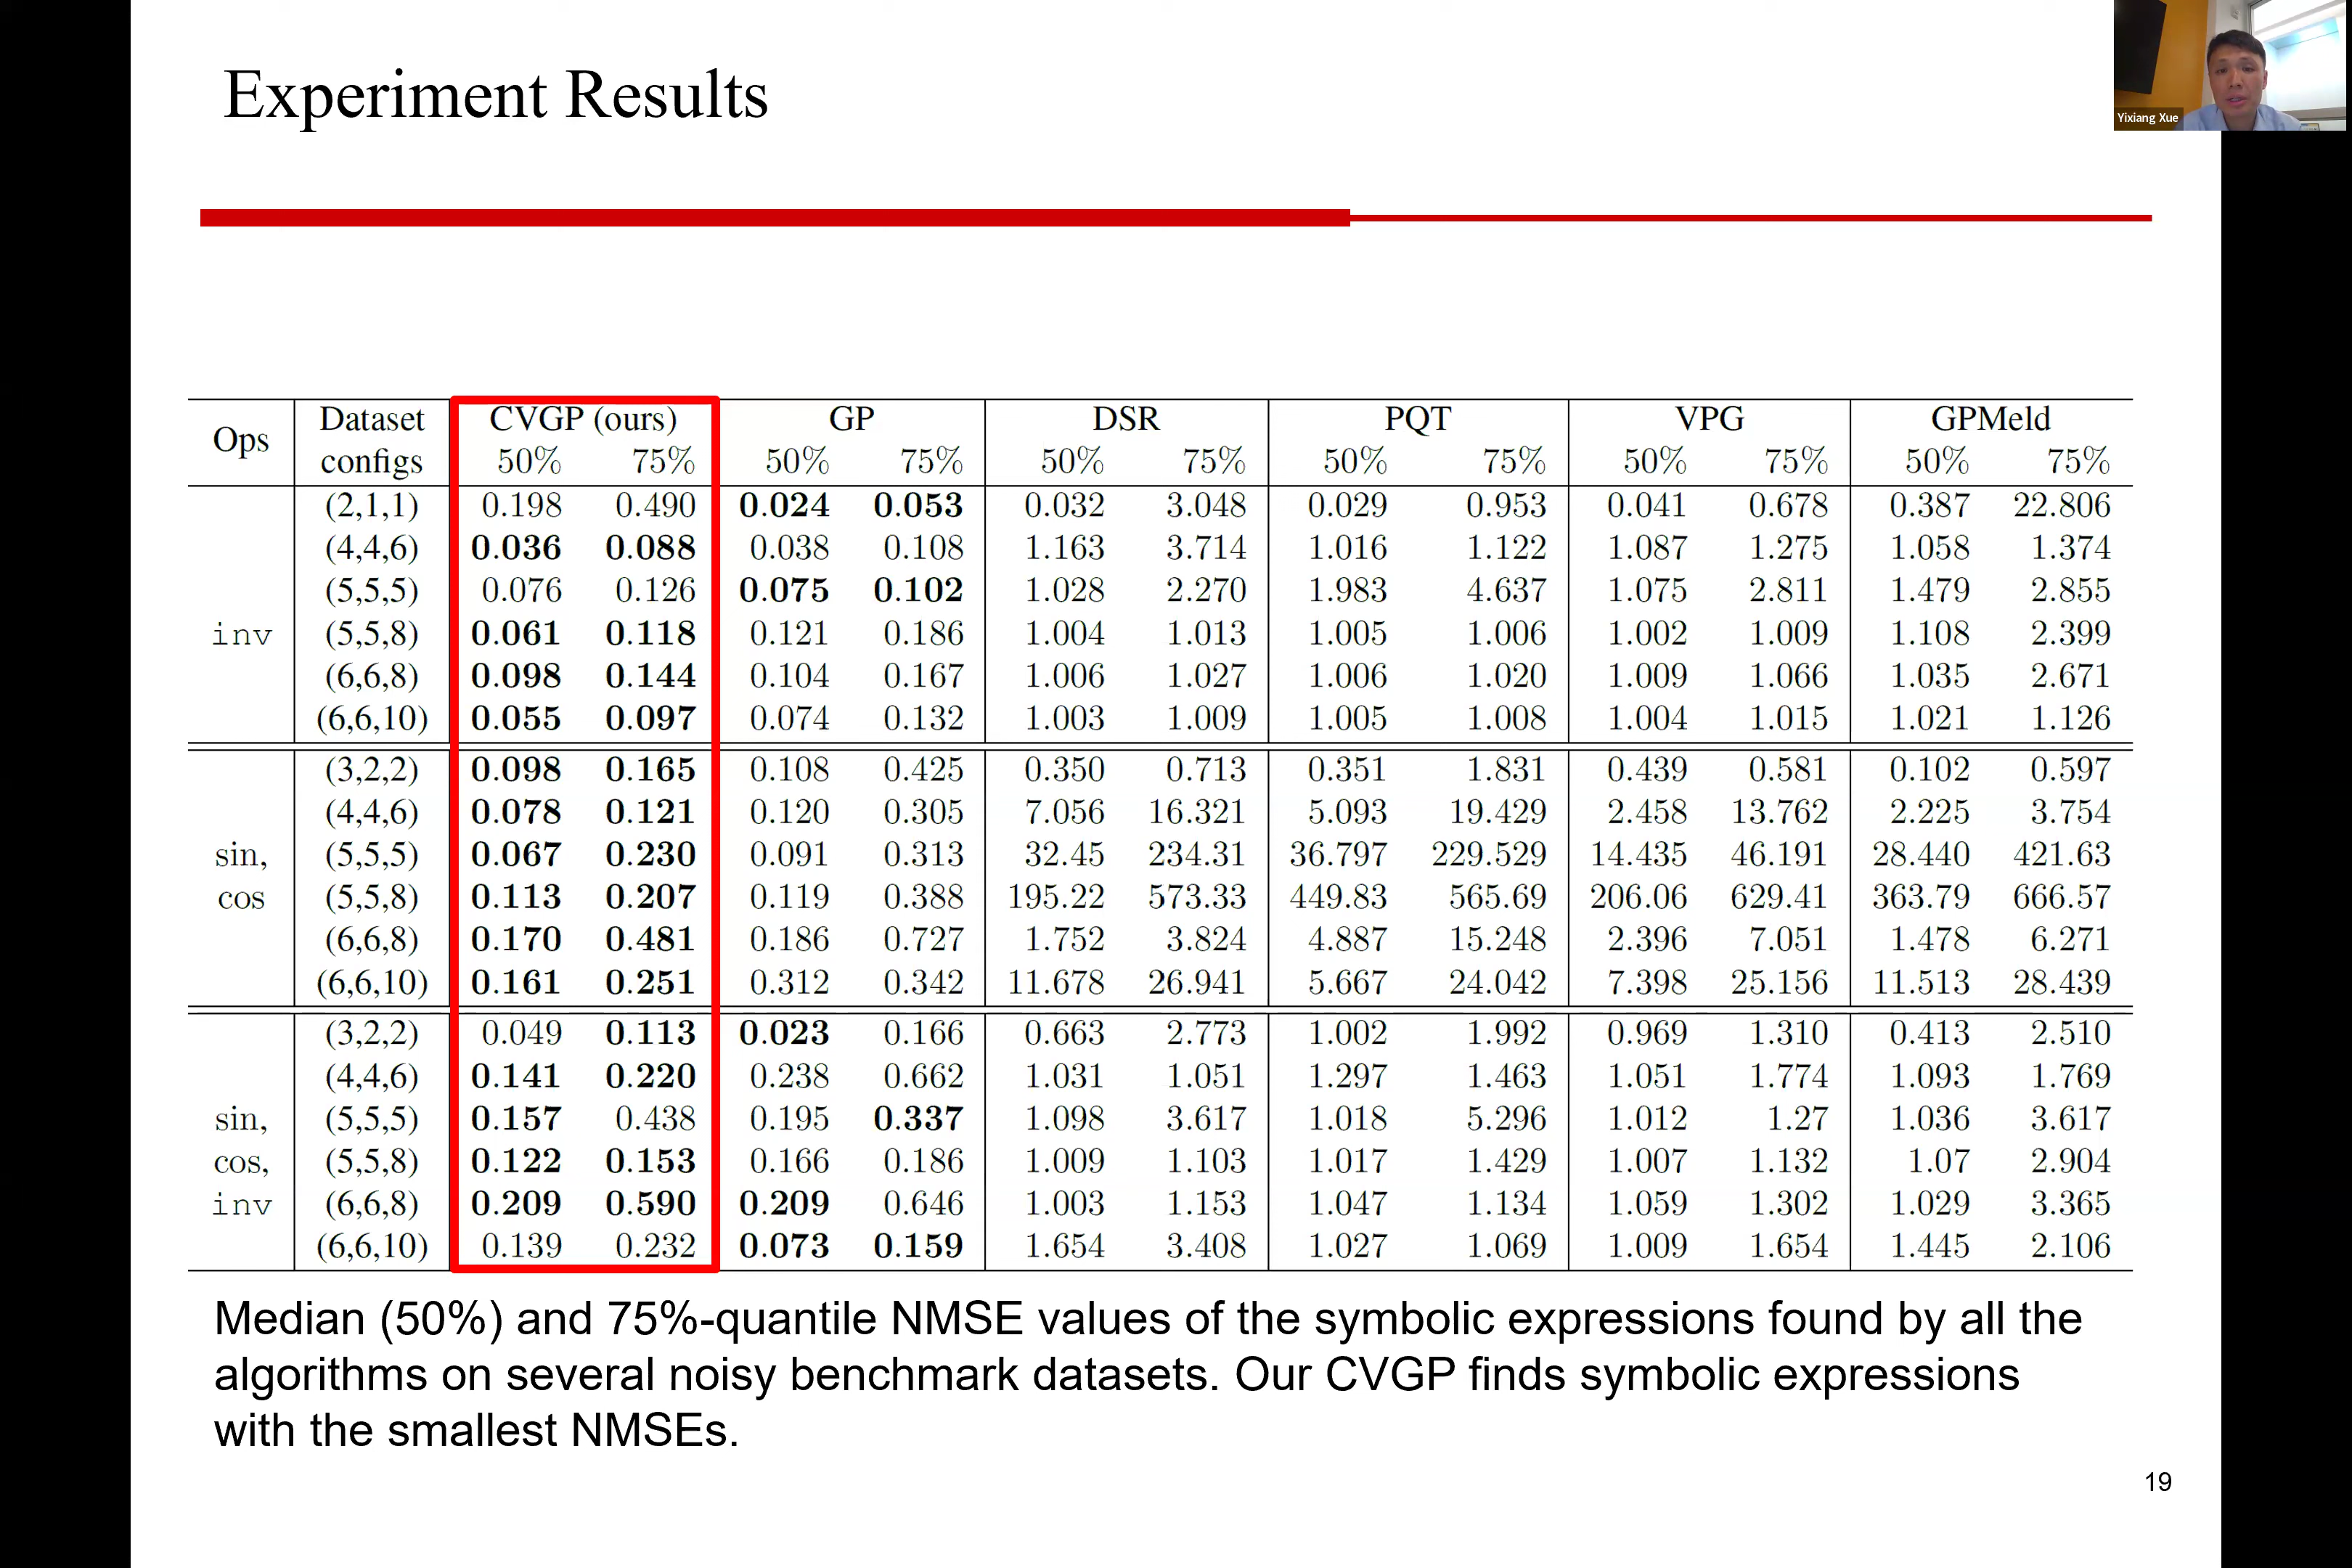 Experiment Results
Yixiang Xue
Ops Dataset configs CVGP (ours) GP DSR PQT VPG GPMeld
50% 75% 50% 75% 50% 75% 50% 75% 50% 75% 50% 75%
inv
(2,1,1) 0.198 0.490 0.024 0.053 0.032 3.048 0.029 0.953 0.041 0.678 0.387 22.806
(4,4,6) 0.036 0.088 0.038 0.108 1.163 3.714 1.016 1.122 1.087 1.275 1.058 1.374
(5,5,5) 0.076 0.126 0.075 0.102 1.028 2.270 1.983 4.637 1.075 2.811 1.479 2.855
(5,5,8) 0.061 0.118 0.121 0.186 1.004 1.013 1.005 1.006 1.002 1.009 1.108 2.399
(6,6,8) 0.098 0.144 0.104 0.167 1.006 1.027 1.006 1.020 1.009 1.066 1.035 2.671
(6,6,10) 0.055 0.097 0.074 0.132 1.003 1.009 1.005 1.008 1.004 1.015 1.021 1.126
sin, cos
(3,2,2) 0.098 0.165 0.108 0.425 0.350 0.713 0.351 1.831 0.439 0.581 0.102 0.597
(4,4,6) 0.078 0.121 0.120 0.305 7.056 16.321 5.093 19.429 2.458 13.762 2.225 3.754
(5,5,5) 0.067 0.230 0.091 0.313 32.45 234.31 36.797 229.529 14.435 46.191 28.440 421.63
(5,5,8) 0.113 0.207 0.119 0.388 195.22 573.33 449.83 565.69 206.06 629.41 363.79 666.57
(6,6,8) 0.170 0.481 0.186 0.727 1.752 3.824 4.887 15.248 2.396 7.051 1.478 6.271
(6,6,10) 0.161 0.251 0.312 0.342 11.678 26.941 5.667 24.042 7.398 25.156 11.513 28.439
sin, cos, inv
(3,2,2) 0.049 0.113 0.023 0.166 0.663 2.773 1.002 1.992 0.969 1.310 0.413 2.510
(4,4,6) 0.141 0.220 0.238 0.662 1.031 1.051 1.297 1.463 1.051 1.774 1.093 1.769
(5,5,5) 0.157 0.438 0.195 0.337 1.098 3.617 1.018 5.296 1.012 1.27 1.036 3.617
(5,5,8) 0.122 0.153 0.166 0.186 1.009 1.103 1.017 1.429 1.007 1.132 1.07 2.904
(6,6,8) 0.209 0.590 0.209 0.646 1.003 1.153 1.047 1.134 1.059 1.302 1.029 3.365
(6,6,10) 0.139 0.232 0.073 0.159 1.654 3.408 1.027 1.069 1.009 1.654 1.445 2.106
Median (50%) and 75%-quantile NMSE values of the symbolic expressions found by all the
algorithms on several noisy benchmark datasets. Our CVGP finds symbolic expressions
with the smallest NMSEs.
19